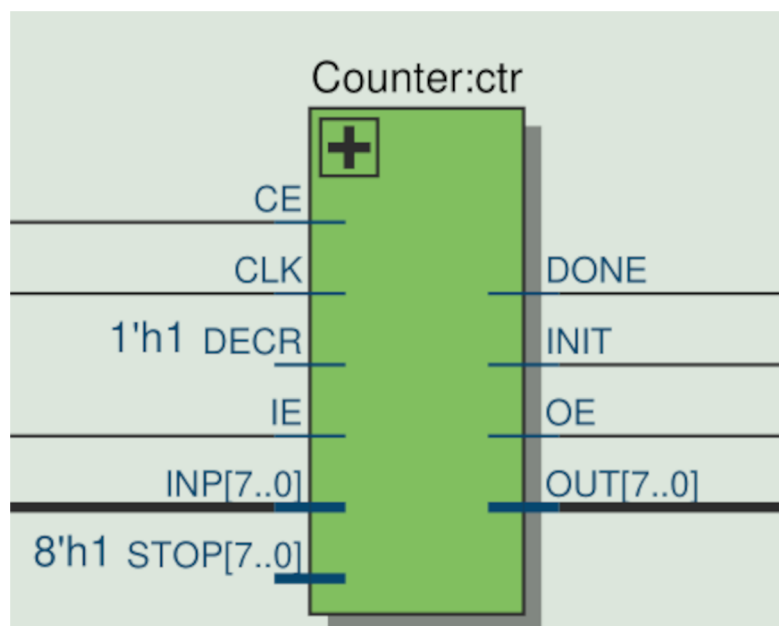 Counter:ctr
CE
CLK
DONE
1'h1 DECR
INIT
IE
OE
INP[7..0]
OUT[7..0]
8'h1 STOP[7..0]